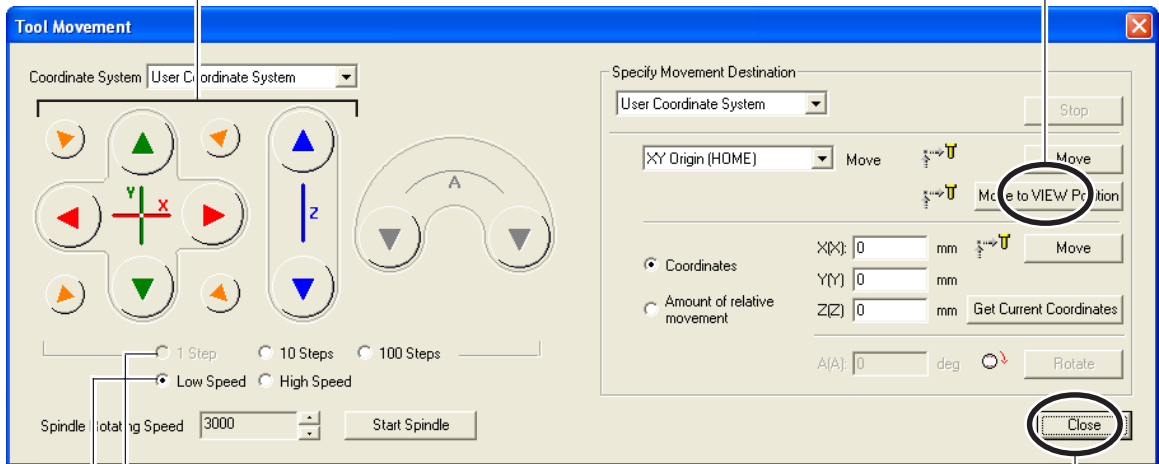 Tool Movement
Coordinate System User Coordinate System
Y
X
Z
A
1 Step 10 Steps 100 Steps
Low Speed High Speed
Spindle Rotating Speed 3000 Start Spindle
Specify Movement Destination
User Coordinate System
Stop
XY Origin (HOME) Move Move
Move to VIEW Position
Coordinates
Amount of relative
movement
X(X): 0 mm Move
Y(Y) 0 mm
Z(Z) 0 mm Get Current Coordinates
A(A): 0 deg Rotate
Close